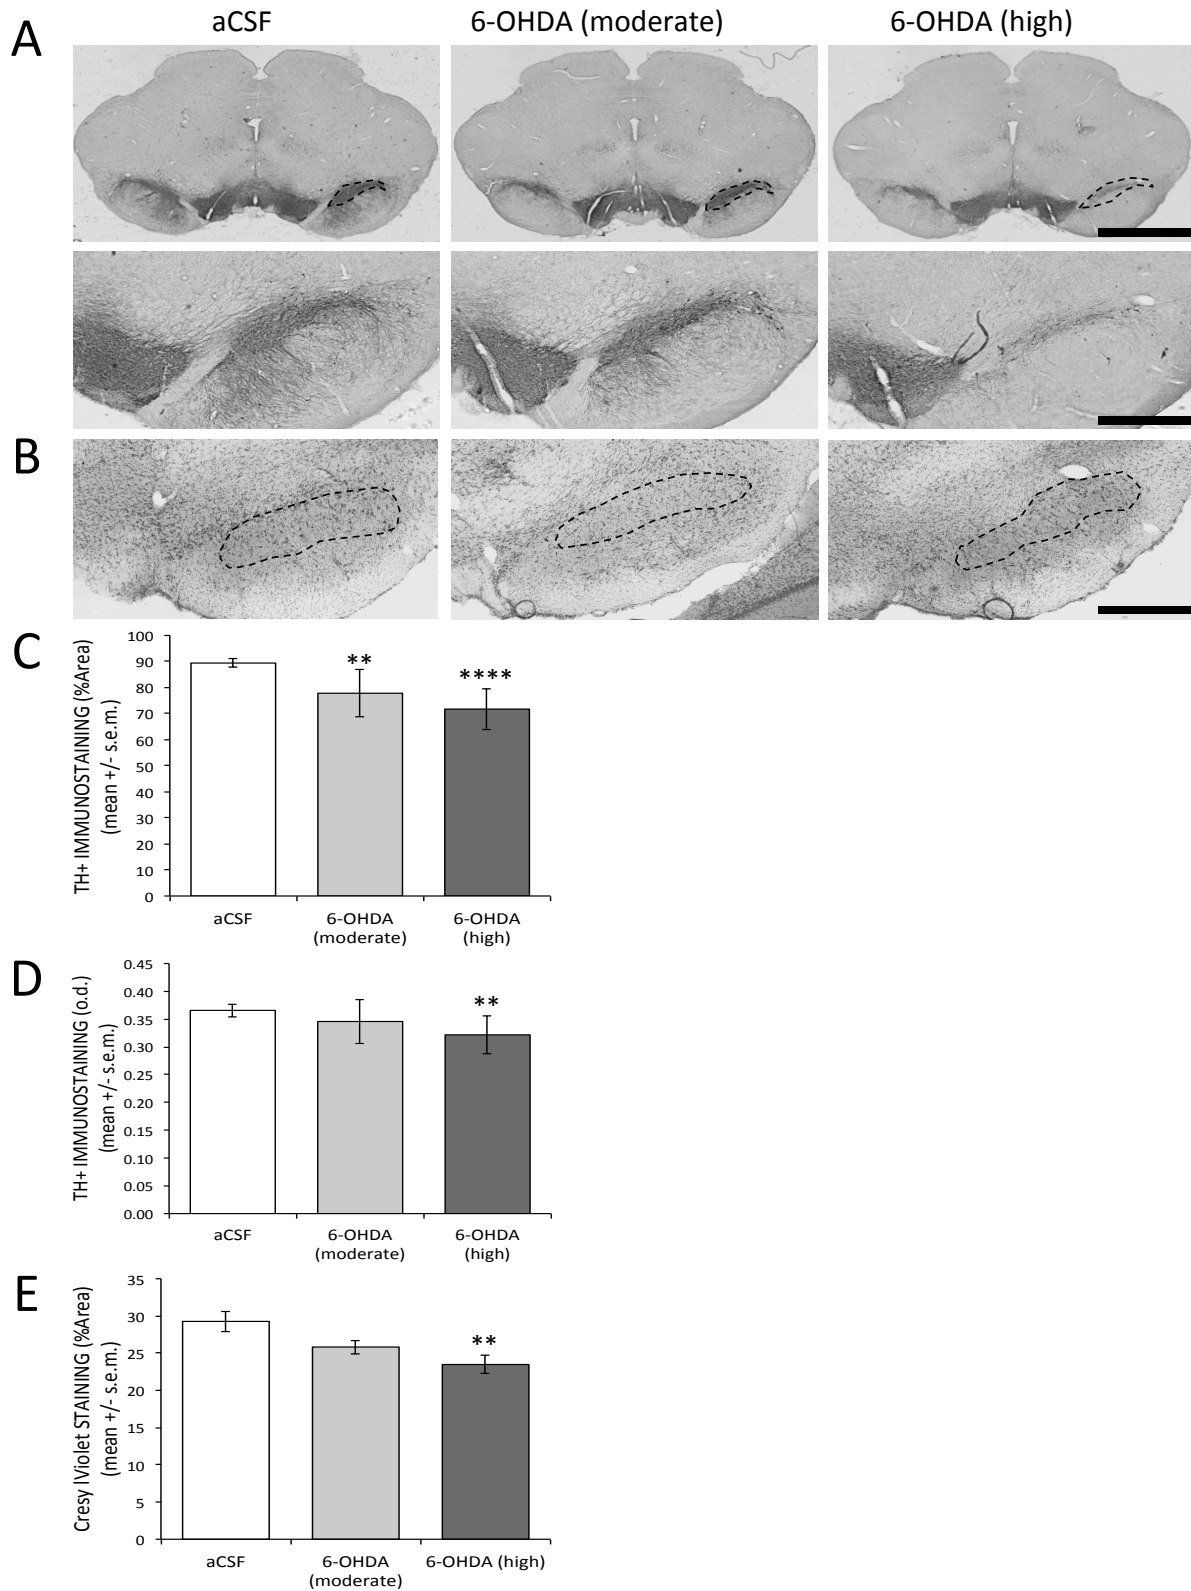 aCSF
6-OHDA (moderate)
6-OHDA (high)
A
B
C
TH+ IMMUNOSTAINING (%Area)
(mean +/- s.e.m.)
100
90
80
70
60
50
40
30
20
10
0
**
****
aCSF
6-OHDA
(moderate)
6-OHDA
(high)
D
TH+ IMMUNOSTAINING (o.d.)
(mean +/- s.e.m.)
0.45
0.40
0.35
0.30
0.25
0.20
0.15
0.10
0.05
0.00
**
aCSF
6-OHDA
(moderate)
6-OHDA
(high)
E
Cresy lViolet STAINING (%Area)
(mean +/- s.e.m.)
35
30
25
20
15
10
5
0
**
aCSF
6-OHDA
(moderate)
6-OHDA (high)